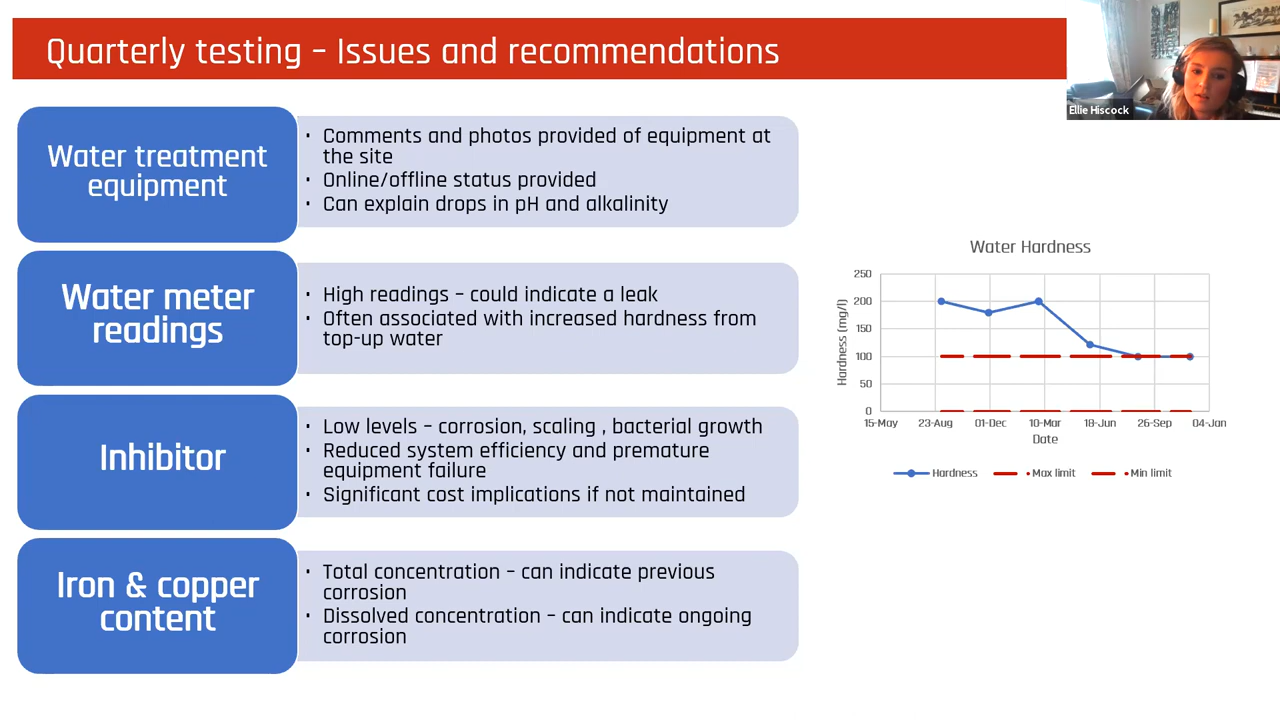 Quarterly testing – Issues and recommendations
Ellie Hiscock
Water treatment
equipment
• Comments and photos provided of equipment at
the site
• Online/offline status provided
• Can explain drops in pH and alkalinity
Water meter
readings
• High readings – could indicate a leak
• Often associated with increased hardness from
top-up water
Inhibitor
• Low levels – corrosion, scaling , bacterial growth
• Reduced system efficiency and premature
equipment failure
• Significant cost implications if not maintained
Iron & copper
content
• Total concentration – can indicate previous
corrosion
• Dissolved concentration – can indicate ongoing
corrosion
Water Hardness
Hardness (mg/l)
250
200
150
100
50
0
15-May 23-Aug 01-Dec 10-Mar 18-Jun 26-Sep 04-Jan
Date
Hardness • Max limit • Min limit